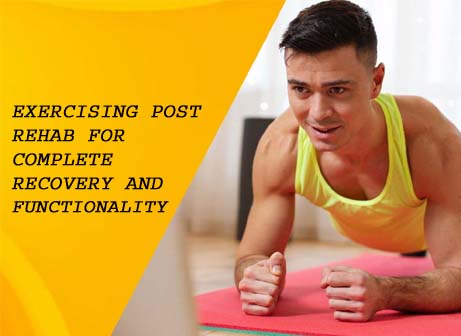 EXERCISING POST
REHAB FOR
COMPLETE
RECOVERY AND
FUNCTIONALITY